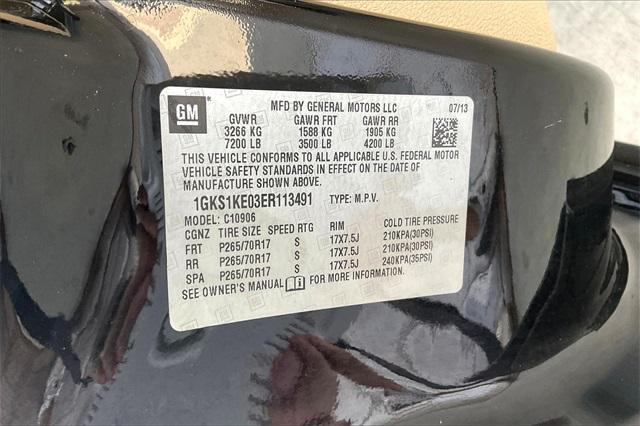 GM MFD BY GENERAL MOTORS LLC 07/13
GVWR GAWR FRT GAWR RR
3266 KG 1588 KG 1905 KG
7200 LB 3500 LB 4200 LB
THIS VEHICLE CONFORMS TO ALL APPLICABLE U.S. FEDERAL MOTOR
VEHICLE SAFETY STANDARDS IN EFFECT ON THE DATE OF
MANUFACTURE SHOWN ABOVE.
1GKS1KE03ER113491 TYPE: M.P.V.
MODEL: C10906
CGNZ TIRE SIZE SPEED RTG RIM COLD TIRE PRESSURE
FRT P265/70R17 S 17X7.5J 210KPA(30PSI)
RR P265/70R17 S 17X7.5J 210KPA(30PSI)
SPA P265/70R17 S 17X7.5J 240KPA(35PSI)
SEE OWNER'S MANUAL FOR MORE INFORMATION.